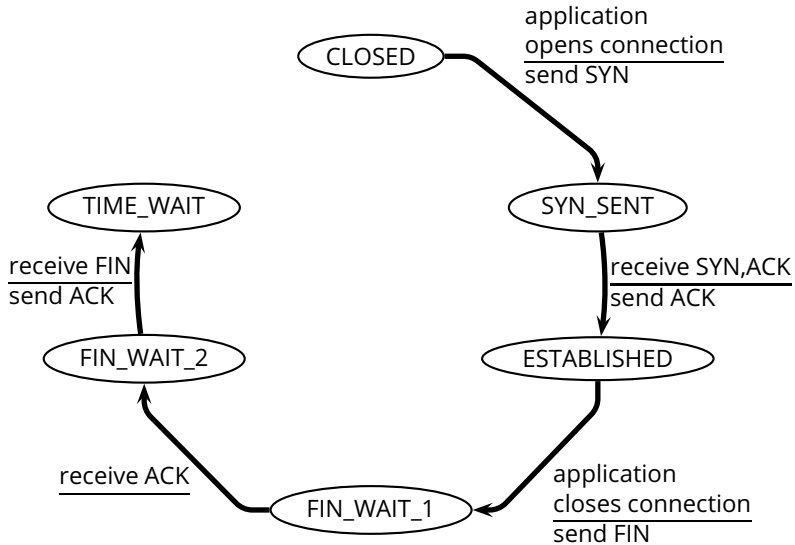 application
opens connection
send SYN
CLOSED
TIME_WAIT
SYN_SENT
receive FIN
send ACK
receive SYN,ACK
send ACK
FIN_WAIT_2
ESTABLISHED
receive ACK
application
closes connection
send FIN
FIN_WAIT_1